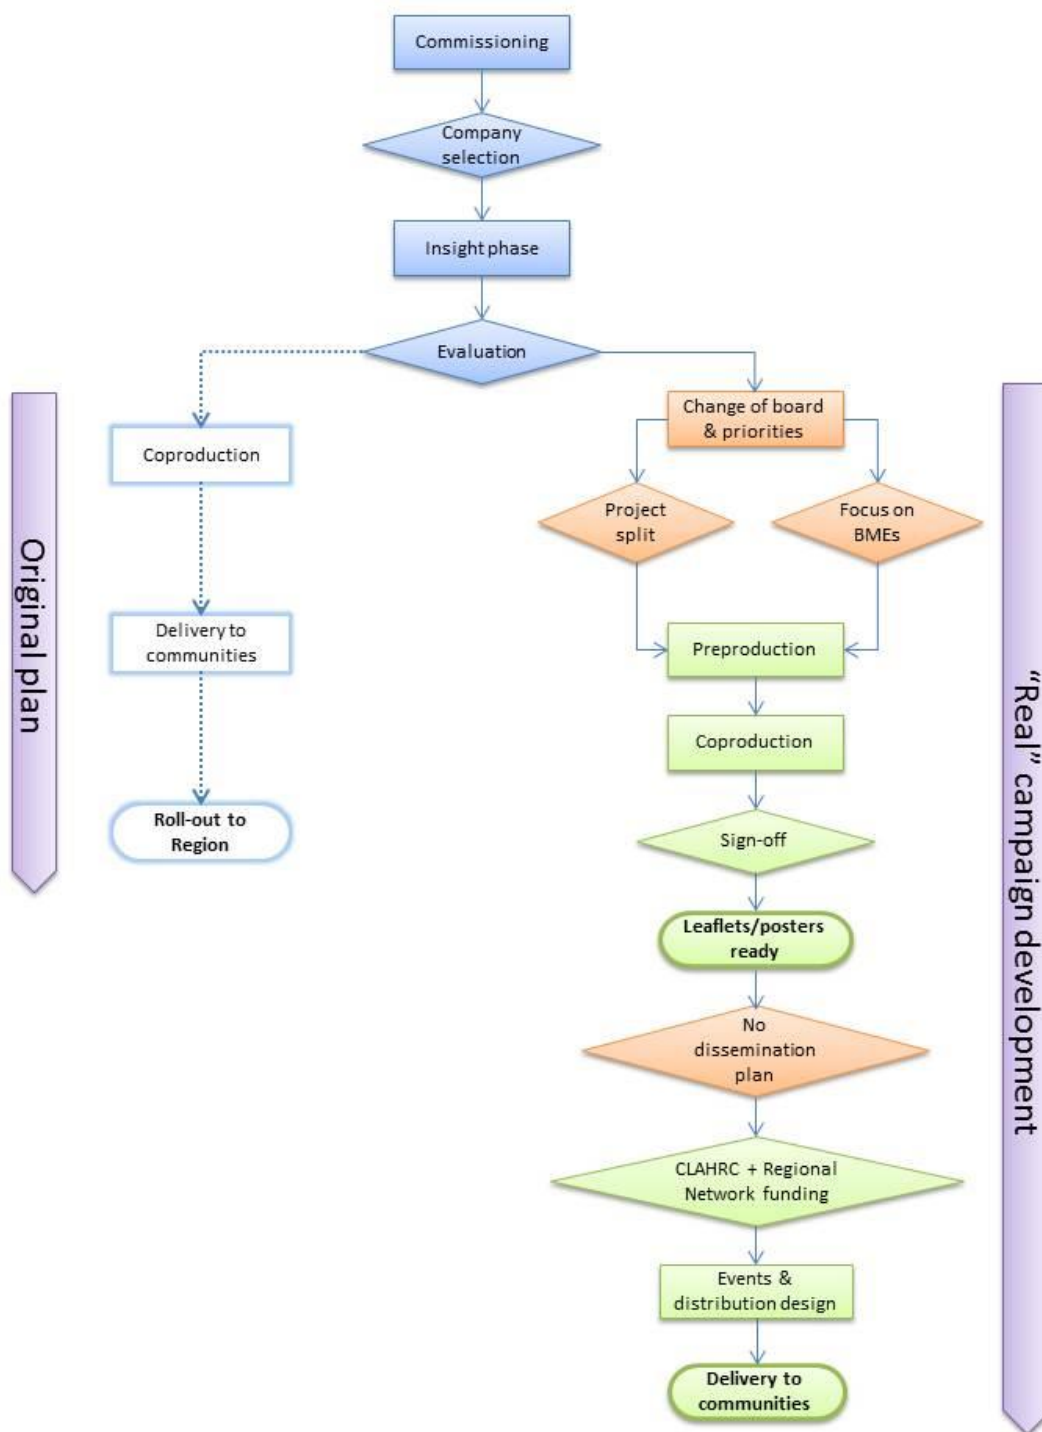 Commissioning
Company
selection
Insight phase
Evaluation
Original plan
Coproduction
Delivery to
communities
Roll-out to
Region
Change of board
& priorities
Project
split
Focus on
BMEs
Preproduction
Coproduction
Sign-off
Leaflets/posters
ready
No
dissemination
plan
CLAHRC + Regional
Network funding
Events &
distribution design
Delivery to
communities
“Real” campaign development